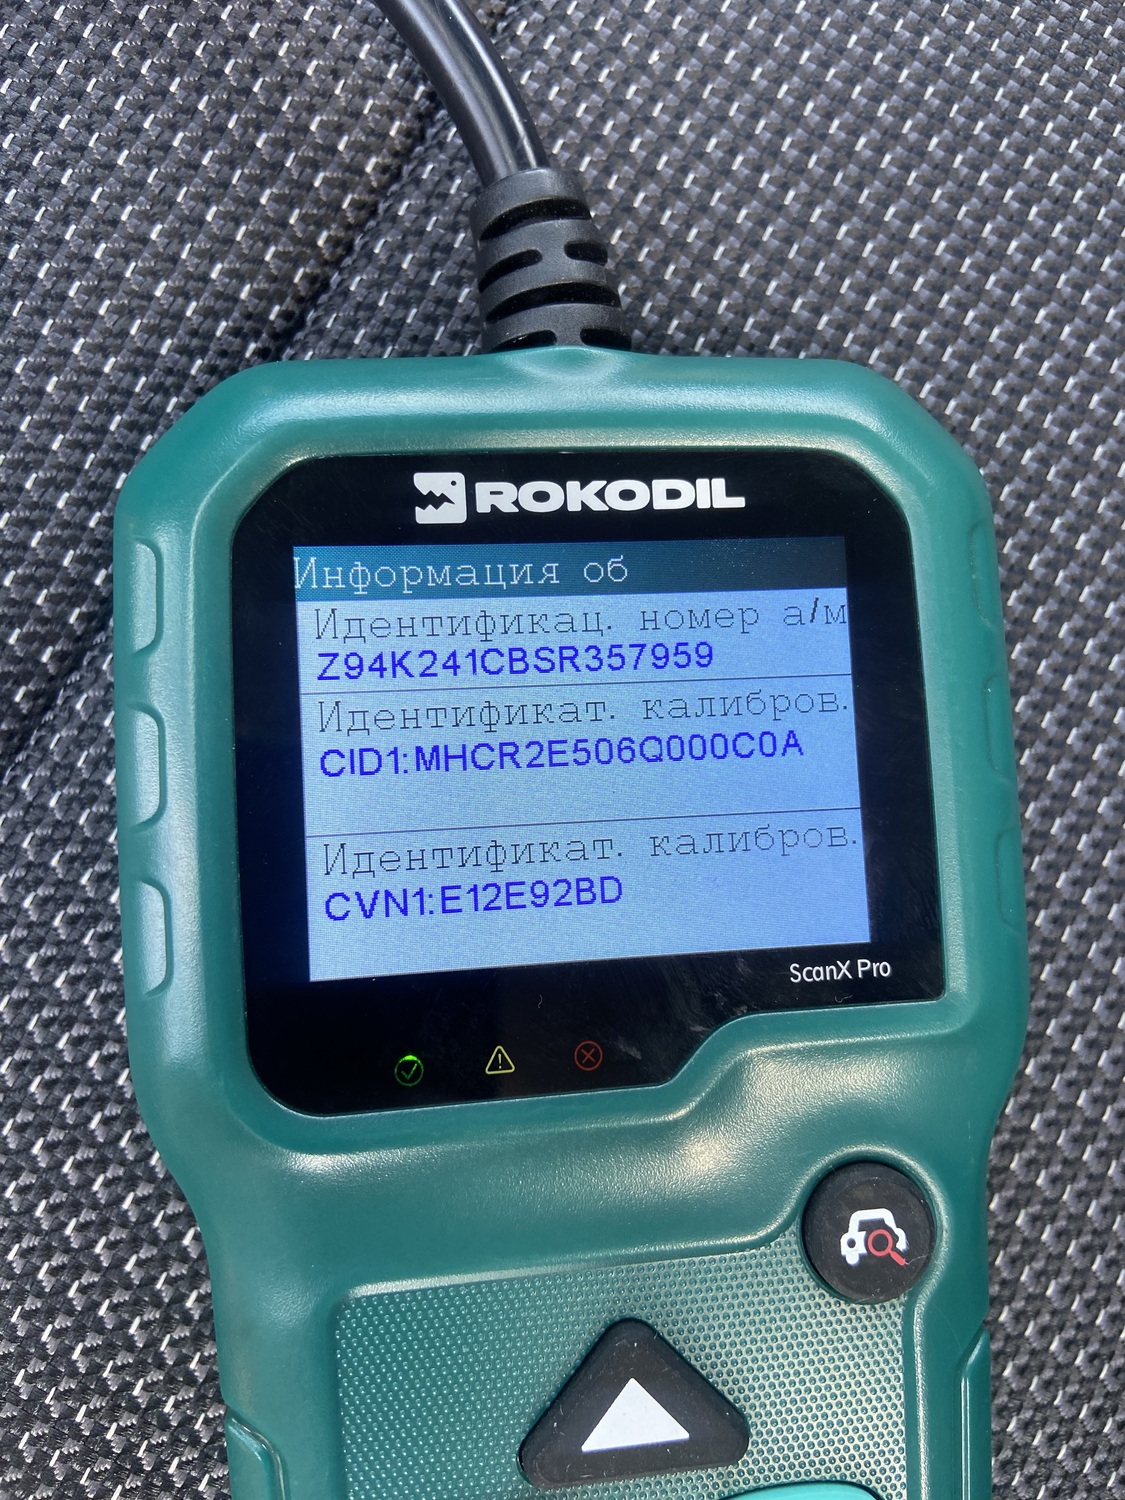 ROKODIL
Информация об
Идентификац. номер а/м
Z94K241CBSR357959
Идентификат. калибров.
CID1:MHCR2E506Q000C0A
Идентификат. калибров.
CVN1:E12E92BD
ScanX Pro